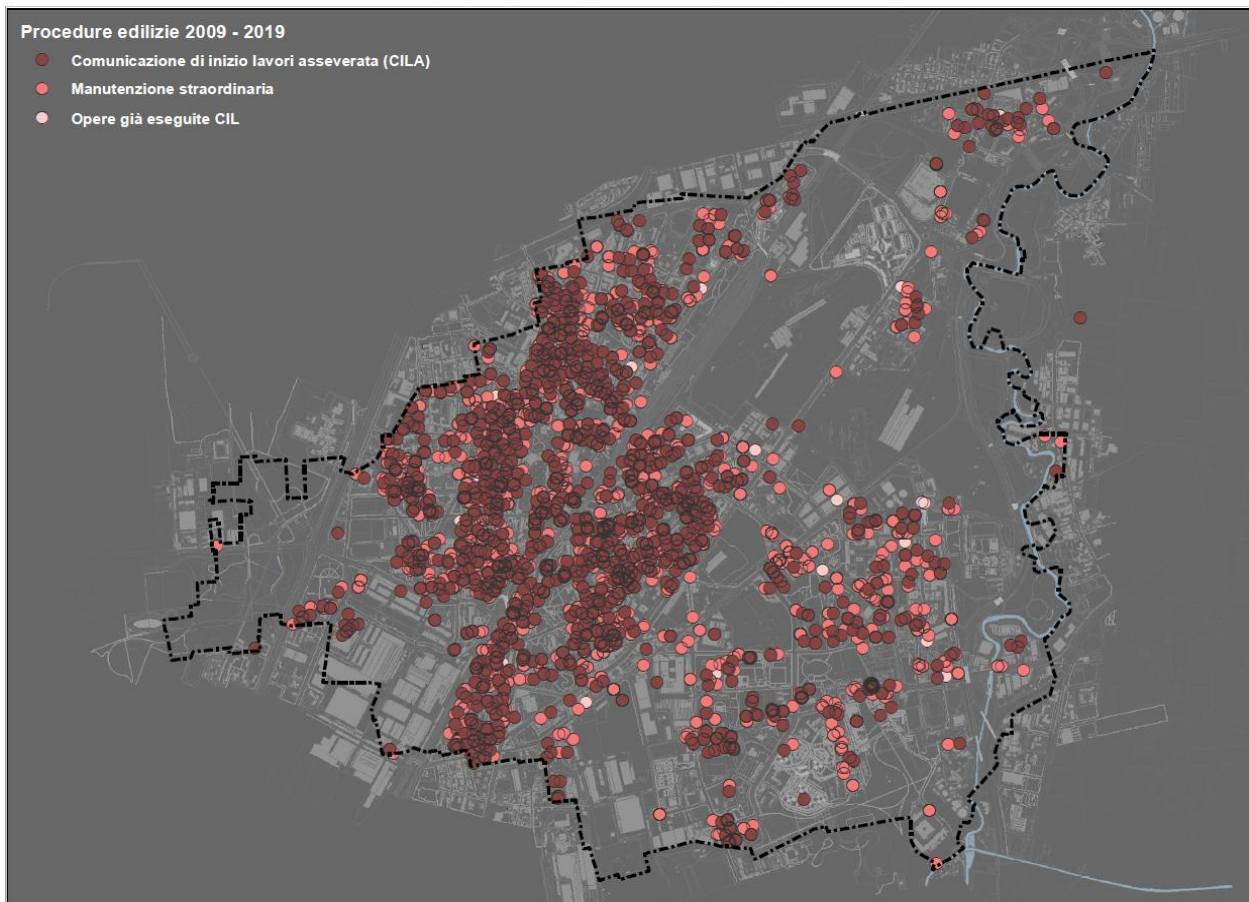 Procedure edilizie 2009 - 2019
Comunicazione di inizio lavori asseverata (CILA)
Manutenzione straordinaria
Opere già eseguite CIL